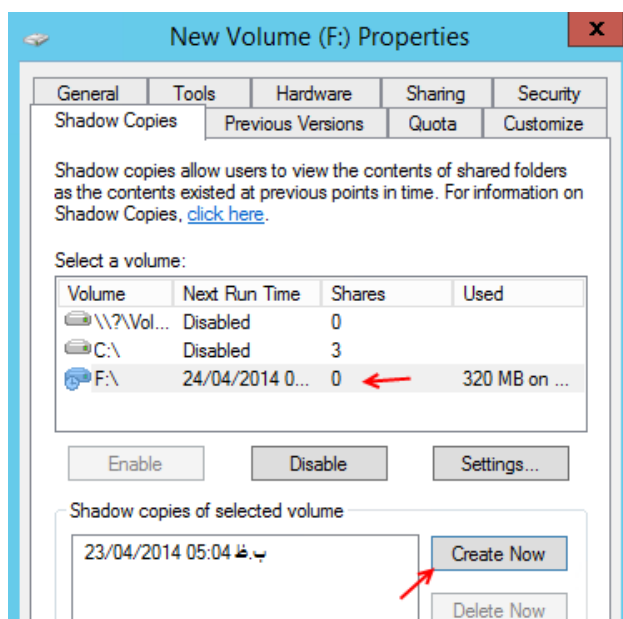 New Volume (F:) Properties
x
General Tools Hardware Sharing Security
Shadow Copies Previous Versions Quota Customize
Shadow copies allow users to view the contents of shared folders
as the contents existed at previous points in time. For information on
Shadow Copies, click here.
Select a volume:
Volume Next Run Time Shares Used
\\?\Vol... Disabled 0
C:\ Disabled 3
F:\ 24/04/2014 0... 0 320 MB on ...
Enable Disable Settings...
Shadow copies of selected volume
23/04/2014 05:04 ب.ظ
Create Now
Delete Now